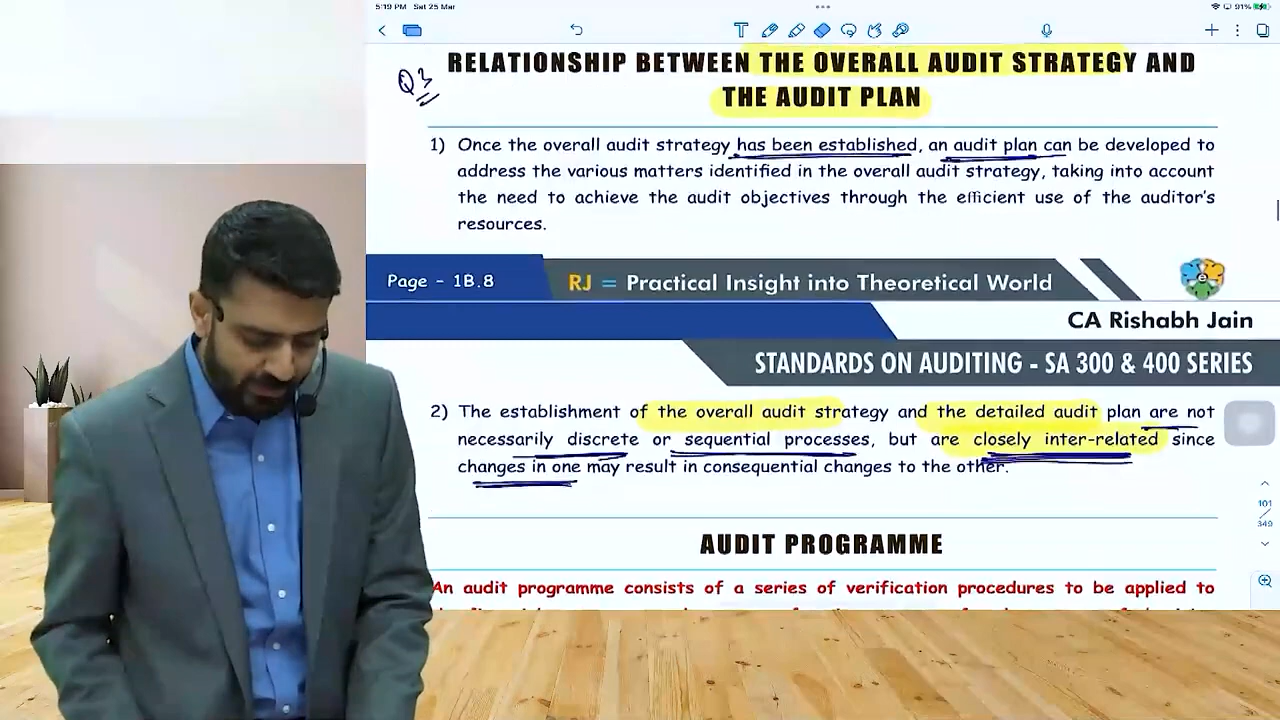 5:19 PM Sat 25 Mar
91%
T
Q3
RELATIONSHIP BETWEEN THE OVERALL AUDIT STRATEGY AND
THE AUDIT PLAN
1) Once the overall audit strategy has been established, an audit plan can be developed to
address the various matters identified in the overall audit strategy, taking into account
the need to achieve the audit objectives through the efficient use of the auditor's
resources.
Page - 1B.8
RJ = Practical Insight into Theoretical World
CA Rishabh Jain
STANDARDS ON AUDITING - SA 300 & 400 SERIES
2) The establishment of the overall audit strategy and the detailed audit plan are not
necessarily discrete or sequential processes, but are closely inter-related since
changes in one may result in consequential changes to the other.
101
349
AUDIT PROGRAMME
An audit programme consists of a series of verification procedures to be applied to